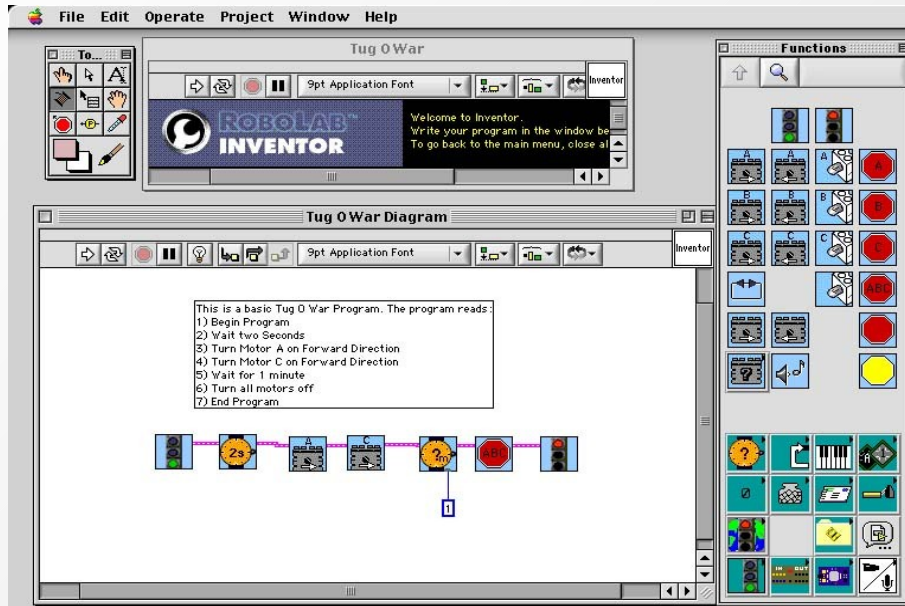 File Edit Operate Project Window Help
To...
Tug O War
9pt Application Font
Inventor
ROBOLAB™
INVENTOR
Welcome to Inventor.
Write your program in the window be
To go back to the main menu, close al
Functions
A A A A
B B B B
C C C C
ABC
?
?
A
0
IN OUT
Tug O War Diagram
9pt Application Font
Inventor
This is a basic Tug O War Program. The program reads:
1) Begin Program
2) Wait two Seconds
3) Turn Motor A on Forward Direction
4) Turn Motor C on Forward Direction
5) Wait for 1 minute
6) Turn all motors off
7) End Program
2s A C ?m ABC
1